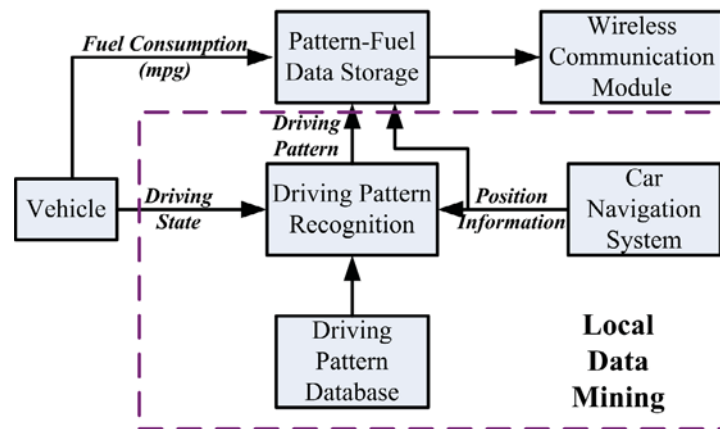 Fuel Consumption
(mpg)
Pattern-Fuel
Data Storage
Wireless
Communication
Module
Driving
Pattern
Vehicle
Driving
State
Driving Pattern
Recognition
Position
Information
Car
Navigation
System
Driving
Pattern
Database
Local
Data
Mining